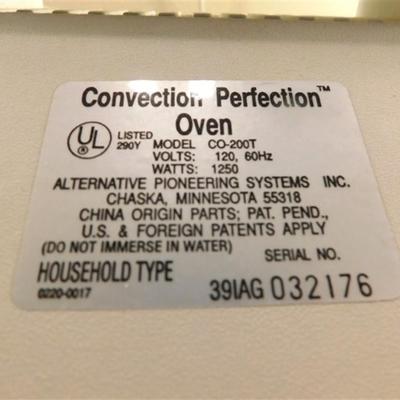 Convection Perfection™
Oven
UL LISTED
290Y MODEL CO-200T
VOLTS: 120, 60Hz
WATTS: 1250
ALTERNATIVE PIONEERING SYSTEMS INC.
CHASKA, MINNESOTA 55318
CHINA ORIGIN PARTS; PAT. PEND.,
U.S. & FOREIGN PATENTS APPLY
(DO NOT IMMERSE IN WATER) SERIAL NO.
HOUSEHOLD TYPE
0220-0017 39IAG 032176